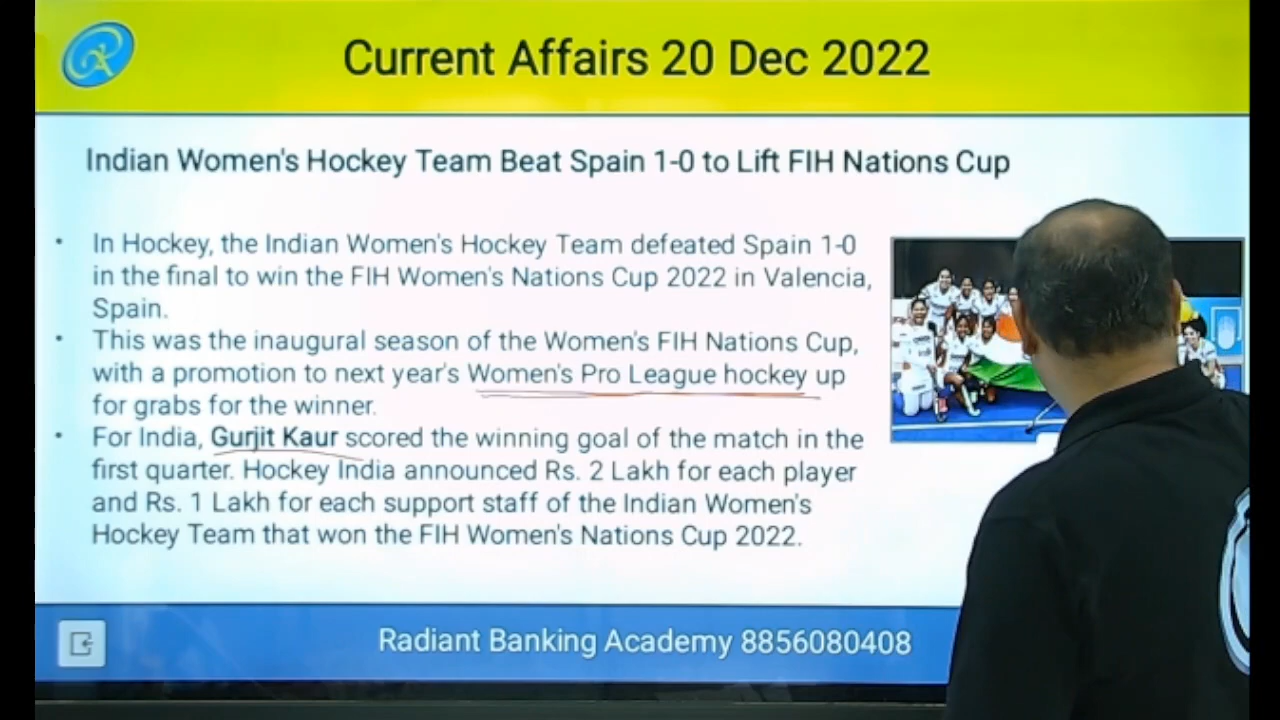 Current Affairs 20 Dec 2022
Indian Women's Hockey Team Beat Spain 1-0 to Lift FIH Nations Cup
• In Hockey, the Indian Women's Hockey Team defeated Spain 1-0
in the final to win the FIH Women's Nations Cup 2022 in Valencia,
Spain.
• This was the inaugural season of the Women's FIH Nations Cup,
with a promotion to next year's Women's Pro League hockey up
for grabs for the winner.
• For India, Gurjit Kaur scored the winning goal of the match in the
first quarter. Hockey India announced Rs. 2 Lakh for each player
and Rs. 1 Lakh for each support staff of the Indian Women's
Hockey Team that won the FIH Women's Nations Cup 2022.
Radiant Banking Academy 8856080408